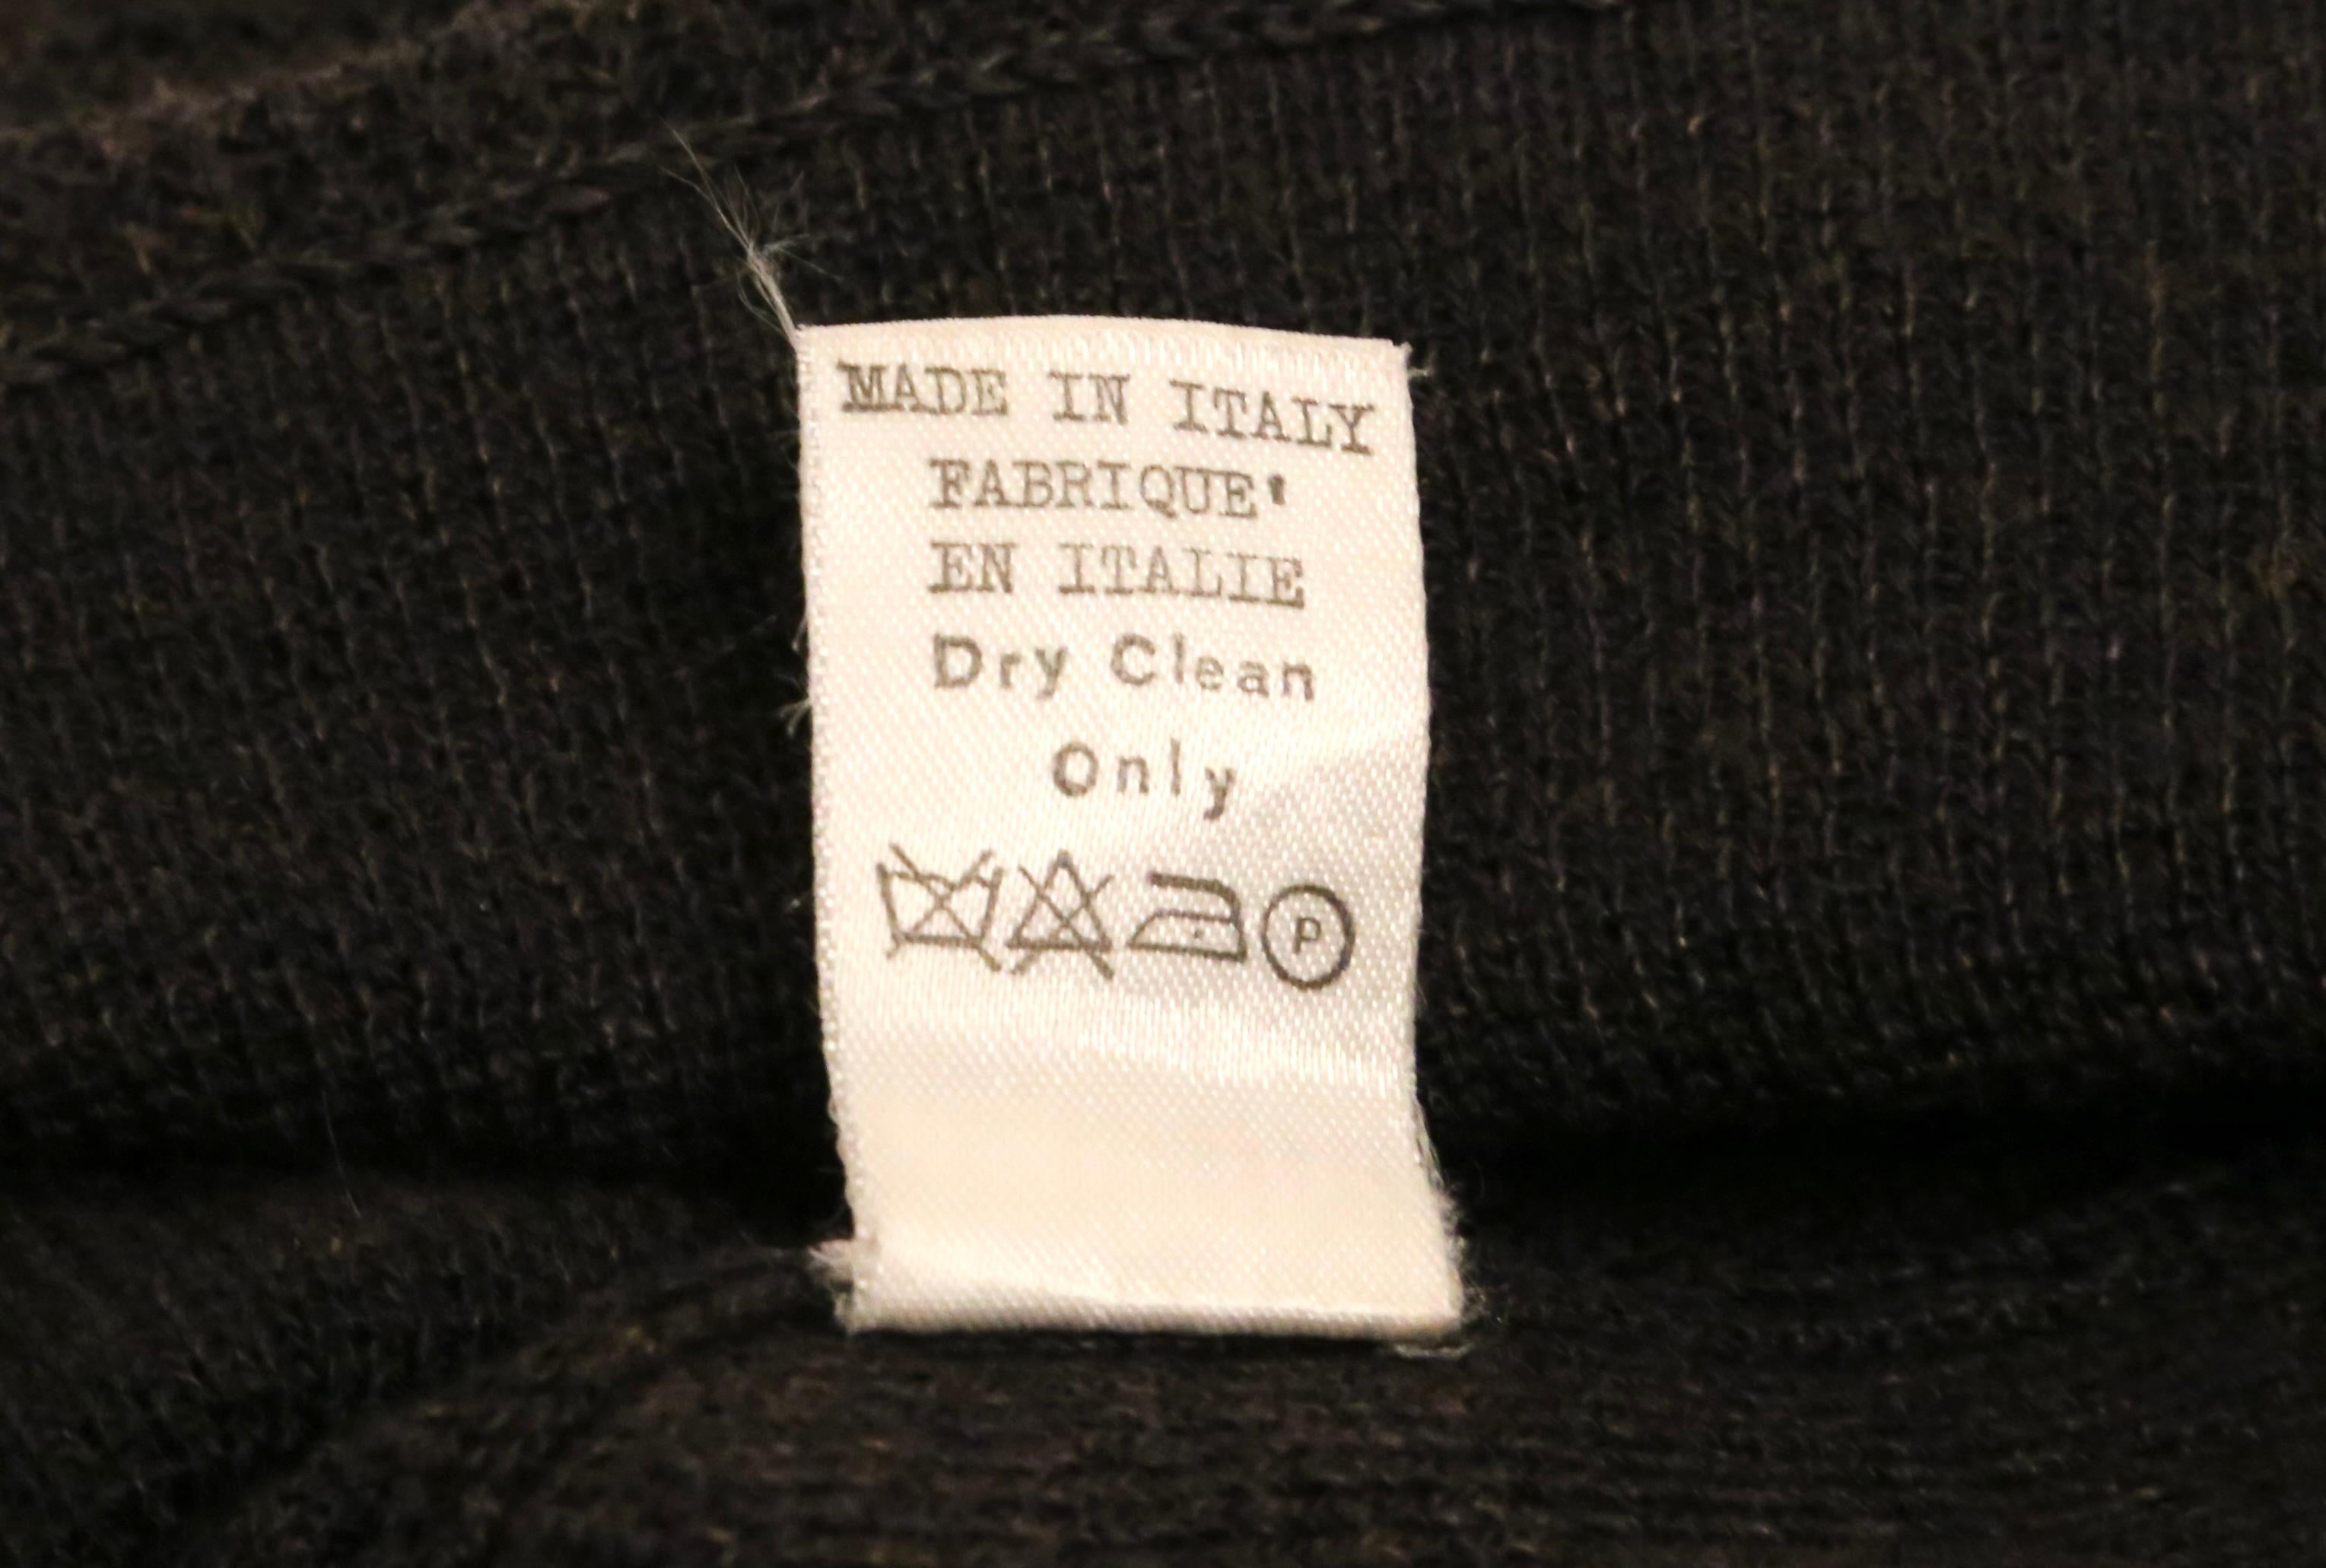 MADE IN ITALY
FABRIQUE'
EN ITALIE
Dry Clean
Only
P